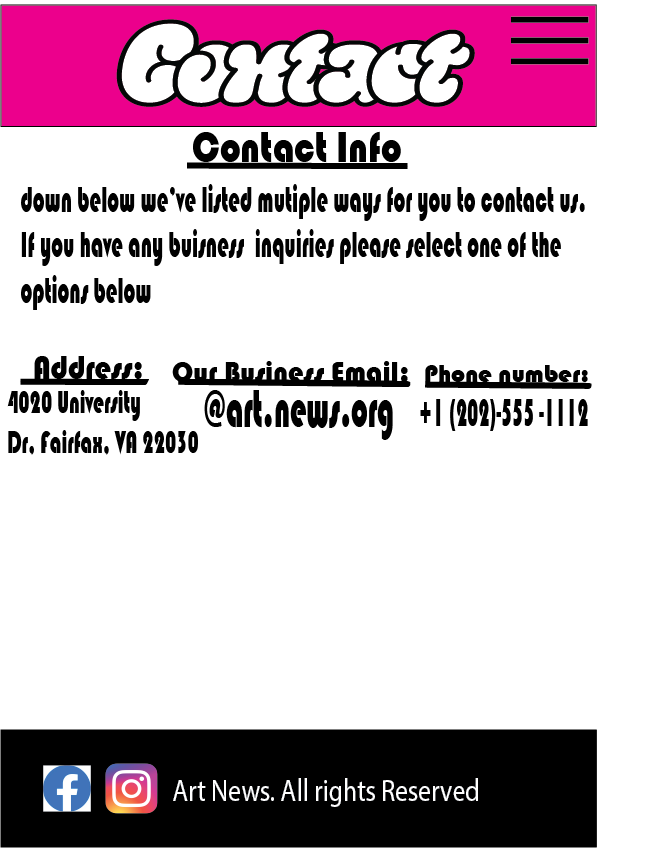 Contact
Contact Info
down below we've listed mutiple ways for you to contact us.
If you have any buisness inquiries please select one of the
options below
Address:
4020 University
Dr, Fairfax, VA 22030
Our Business Email:
@art.news.org
Phone number:
+1 (202)-555 -1112
Art News. All rights Reserved